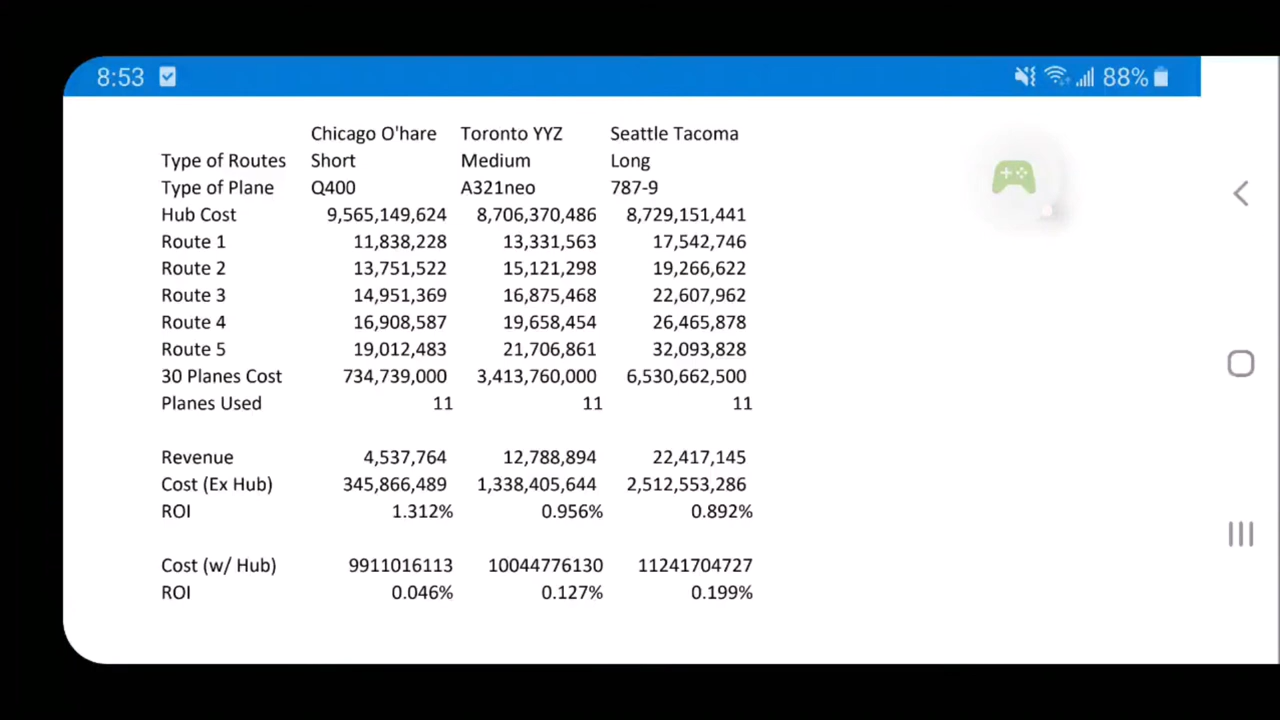 8:53 88%
Chicago O'hare Toronto YYZ Seattle Tacoma
Type of Routes Short Medium Long
Type of Plane Q400 A321neo 787-9
Hub Cost 9,565,149,624 8,706,370,486 8,729,151,441
Route 1 11,838,228 13,331,563 17,542,746
Route 2 13,751,522 15,121,298 19,266,622
Route 3 14,951,369 16,875,468 22,607,962
Route 4 16,908,587 19,658,454 26,465,878
Route 5 19,012,483 21,706,861 32,093,828
30 Planes Cost 734,739,000 3,413,760,000 6,530,662,500
Planes Used 11 11 11
Revenue 4,537,764 12,788,894 22,417,145
Cost (Ex Hub) 345,866,489 1,338,405,644 2,512,553,286
ROI 1.312% 0.956% 0.892%
Cost (w/ Hub) 9911016113 10044776130 11241704727
ROI 0.046% 0.127% 0.199%